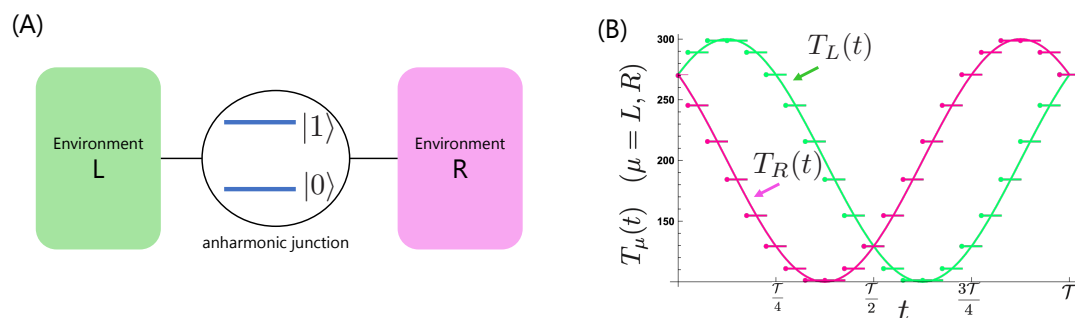 (A)
Environment
L
|1⟩
|0⟩
Environment
R
anharmonic junction
(B)
T_μ(t) (μ = L, R)
300
250
200
150
T_L(t)
T_R(t)
𝒯/4
𝒯/2
t
3𝒯/4
𝒯